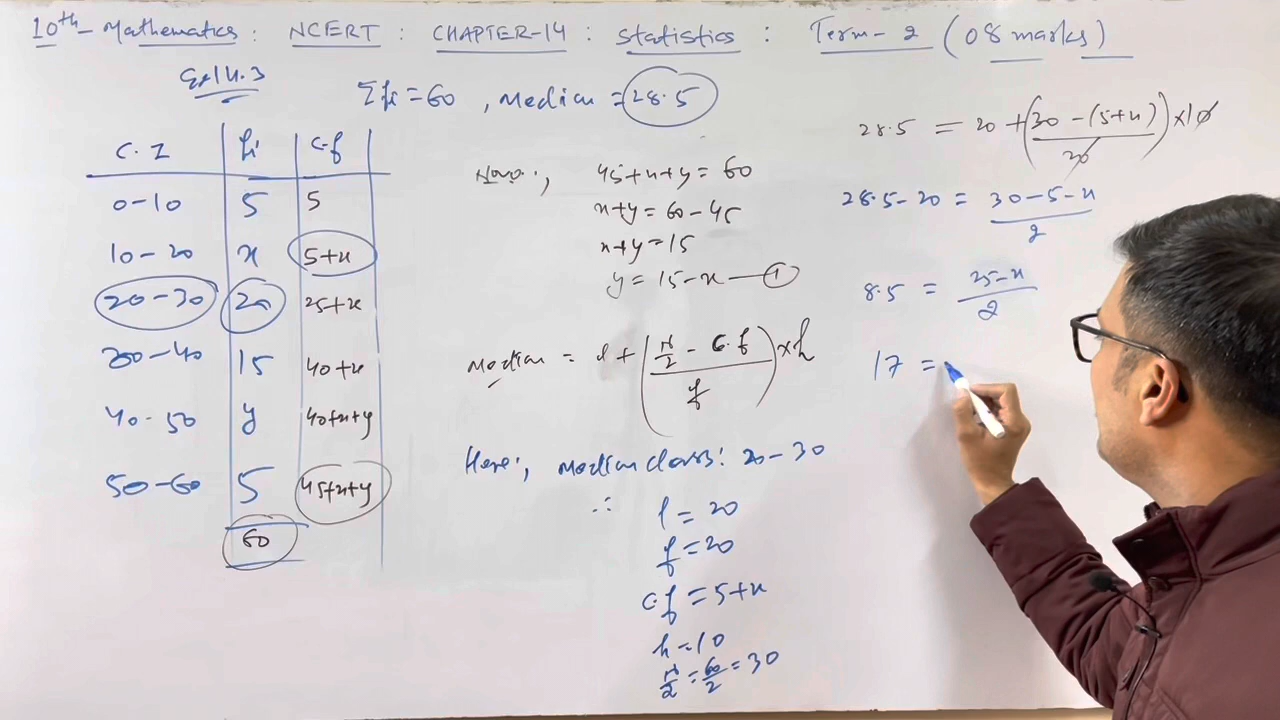 10th Mathematics : NCERT : CHAPTER-14 : Statistics : Term-2 (08 marks)
Ex14.3
Σfi = 60 , Median = 28.5
C.I fi c.f
0-10 5 5
10-20 x 5+x
20-30 20 25+x
30-40 15 40+x
40-50 y 40+x+y
50-60 5 45+x+y
60
Now, 45+x+y = 60
x+y = 60-45
x+y = 15
y = 15-x —①
Median = l + (N/2 - c.f / f) × h
Here, median class: 20-30
∴ l = 20
f = 20
c.f = 5+x
h = 10
N/2 = 60/2 = 30
28.5 = 20 + (30-(5+x) / 20) × 10
28.5-20 = 30-5-x / 2
8.5 = 25-x / 2
17 =